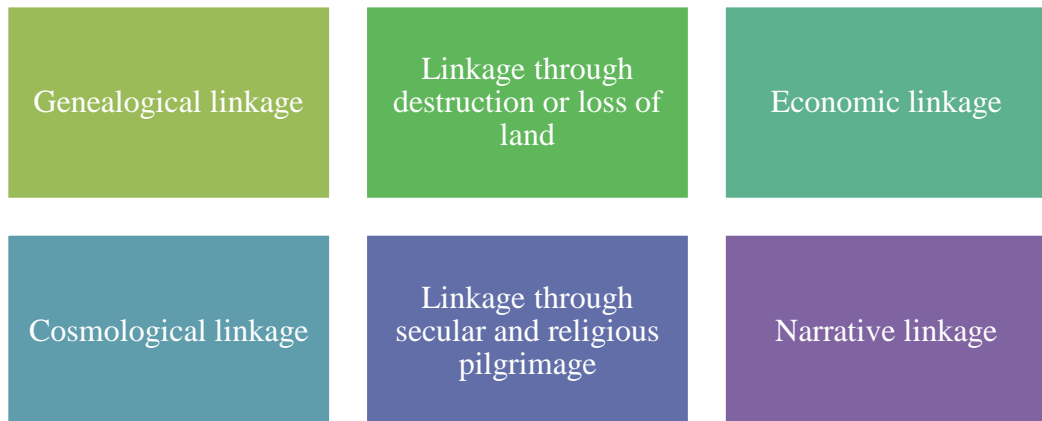 Genealogical linkage
Linkage through
destruction or loss of
land
Economic linkage
Cosmological linkage
Linkage through
secular and religious
pilgrimage
Narrative linkage